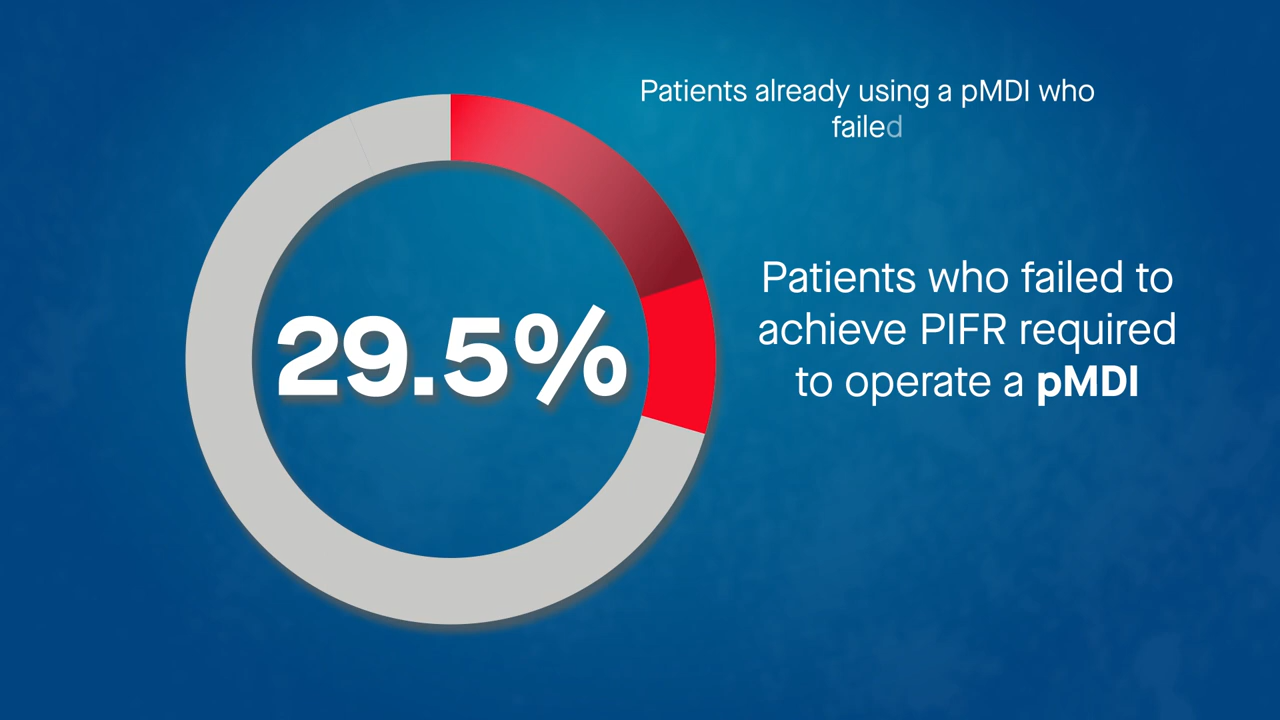 Patients already using a pMDI who
failed
29.5%
Patients who failed to
achieve PIFR required
to operate a pMDI